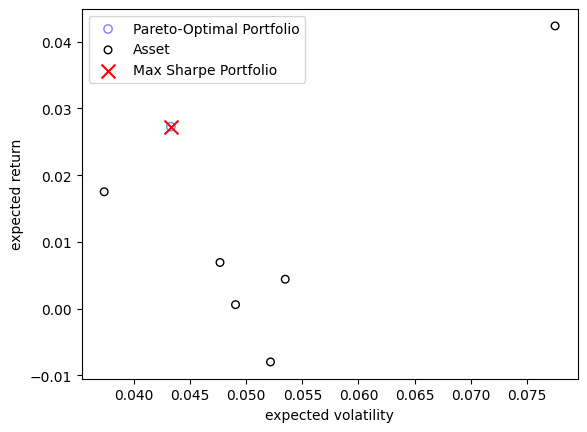 Pareto-Optimal Portfolio
Asset
Max Sharpe Portfolio
0.04
0.03
0.02
0.01
0.00
−0.01
expected return
0.040 0.045 0.050 0.055 0.060 0.065 0.070 0.075
expected volatility